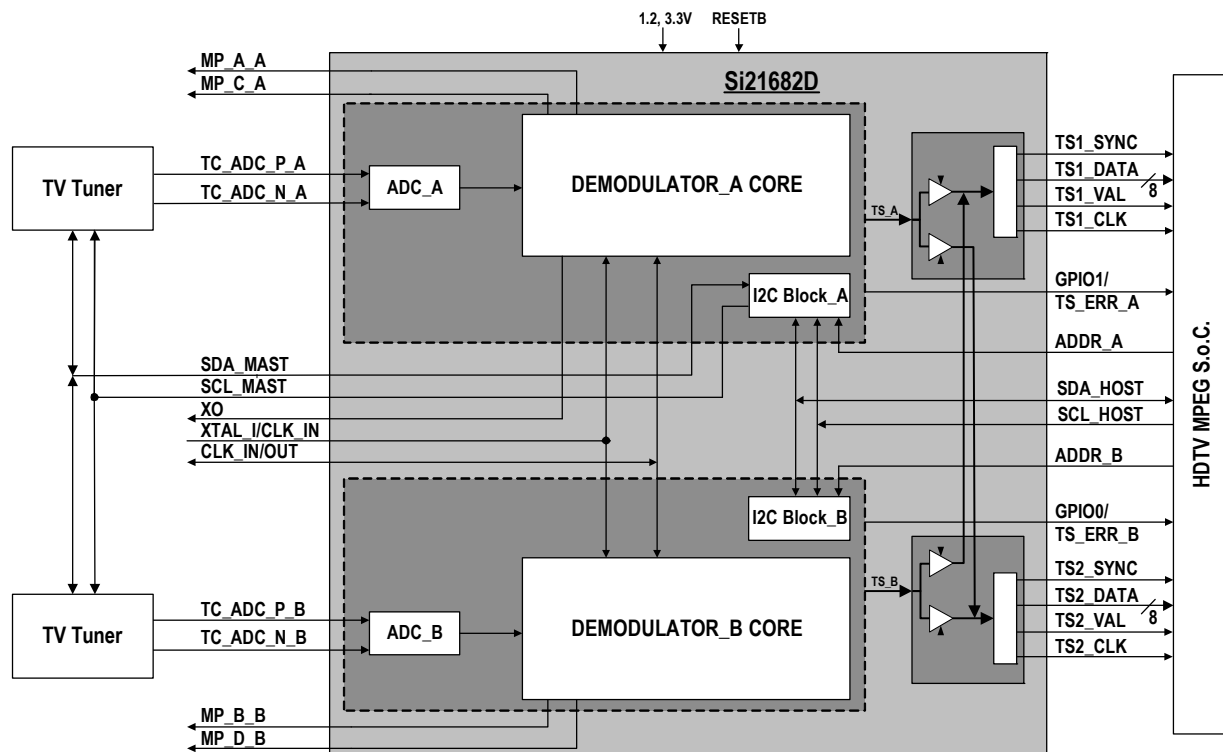 1.2, 3.3V RESETB
MP_A_A
MP_C_A
Si21682D
TV Tuner
TC_ADC_P_A
TC_ADC_N_A
ADC_A
DEMODULATOR_A CORE
TS_A
TS1_SYNC
TS1_DATA
8
TS1_VAL
TS1_CLK
I2C Block_A
GPIO1/
TS_ERR_A
ADDR_A
SDA_MAST
SCL_MAST
XO
XTAL_I/CLK_IN
CLK_IN/OUT
SDA_HOST
SCL_HOST
ADDR_B
HDTV MPEG S.o.C.
I2C Block_B
GPIO0/
TS_ERR_B
TV Tuner
TC_ADC_P_B
TC_ADC_N_B
ADC_B
DEMODULATOR_B CORE
TS_B
TS2_SYNC
TS2_DATA
8
TS2_VAL
TS2_CLK
MP_B_B
MP_D_B